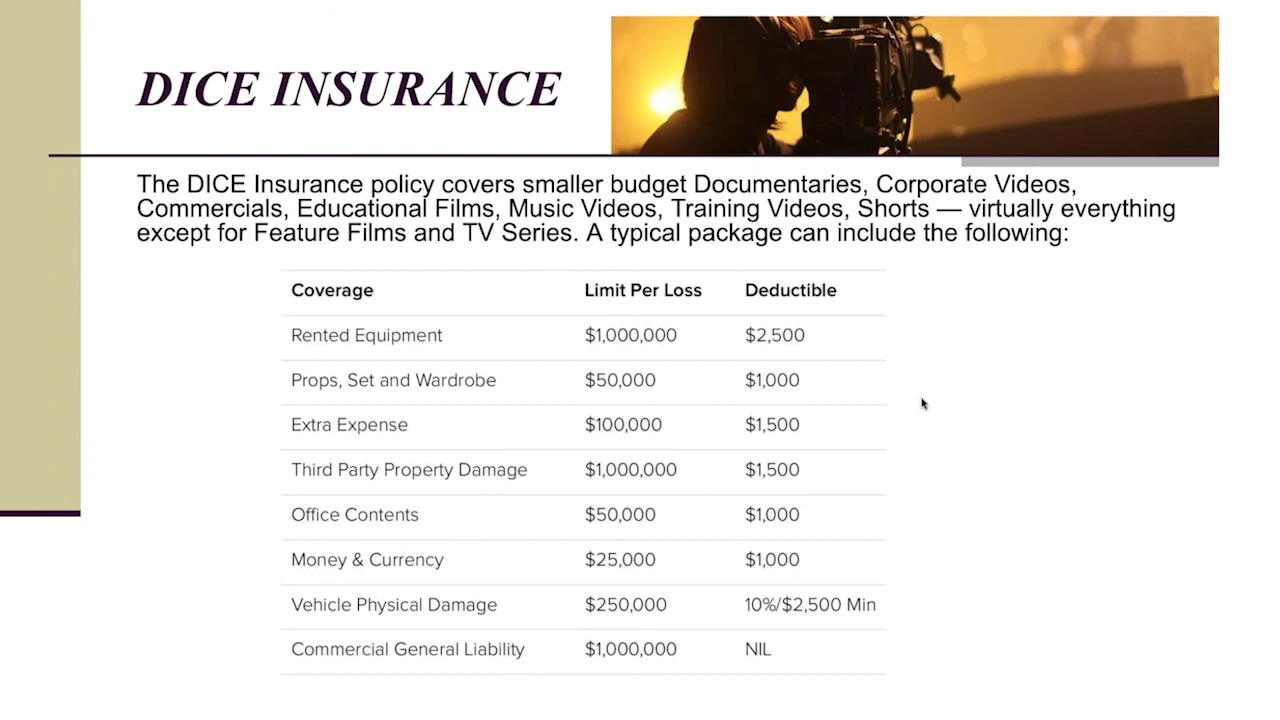 DICE INSURANCE
The DICE Insurance policy covers smaller budget Documentaries, Corporate Videos,
Commercials, Educational Films, Music Videos, Training Videos, Shorts — virtually everything
except for Feature Films and TV Series. A typical package can include the following:
Coverage Limit Per Loss Deductible
Rented Equipment $1,000,000 $2,500
Props, Set and Wardrobe $50,000 $1,000
Extra Expense $100,000 $1,500
Third Party Property Damage $1,000,000 $1,500
Office Contents $50,000 $1,000
Money & Currency $25,000 $1,000
Vehicle Physical Damage $250,000 10%/$2,500 Min
Commercial General Liability $1,000,000 NIL